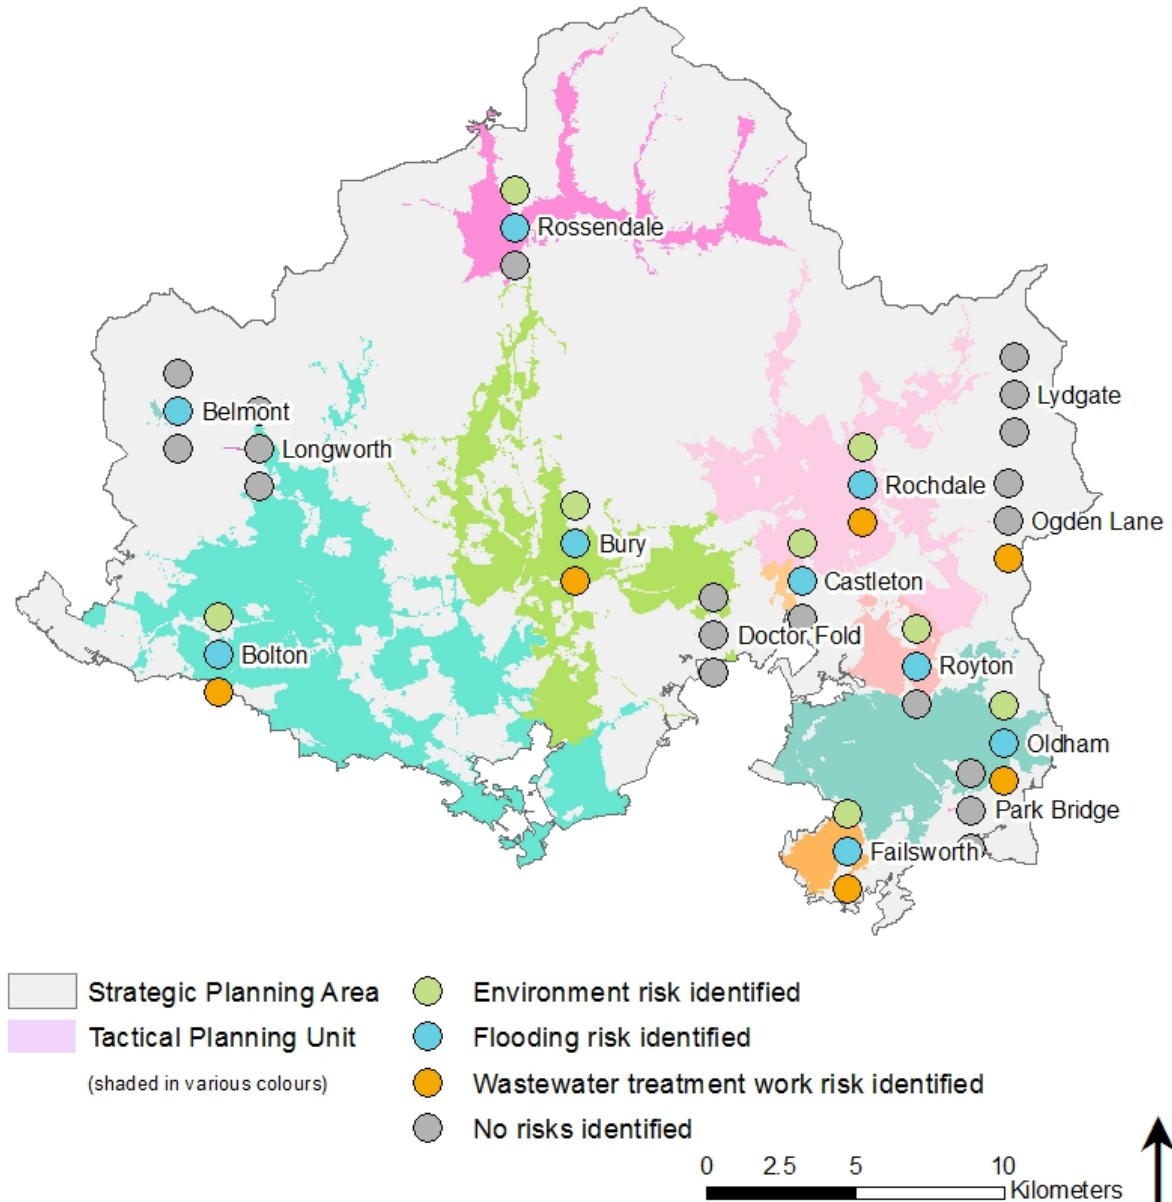 Rossendale
Lydgate
Belmont
Longworth
Rochdale
Ogden Lane
Bury
Castleton
Doctor Fold
Bolton
Royton
Oldham
Park Bridge
Failsworth
Strategic Planning Area
Tactical Planning Unit
(shaded in various colours)
Environment risk identified
Flooding risk identified
Wastewater treatment work risk identified
No risks identified
0 2.5 5 10
Kilometers